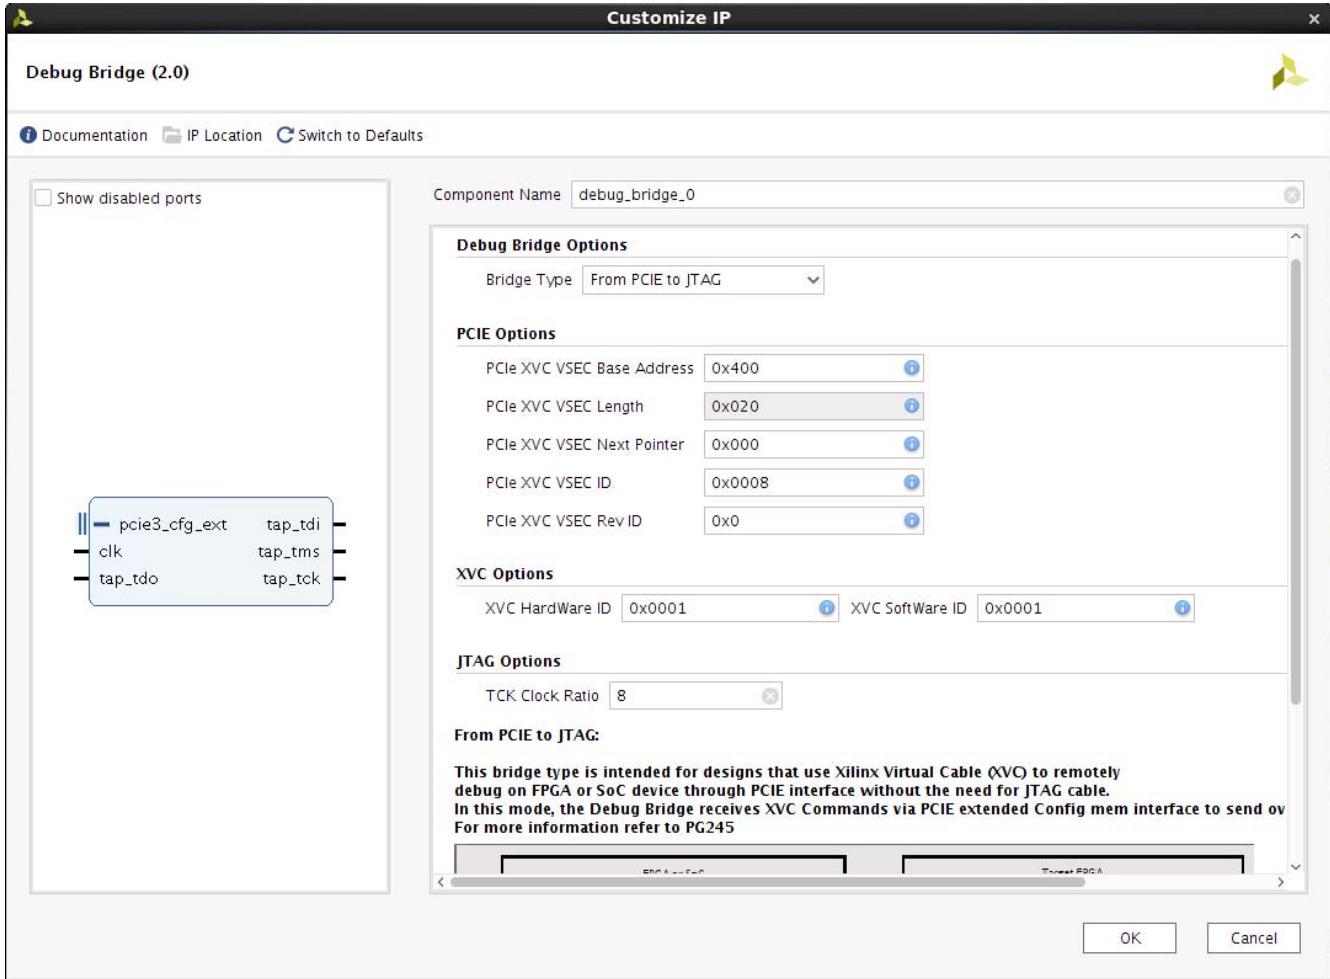 Customize IP
Debug Bridge (2.0)
Documentation IP Location Switch to Defaults
Show disabled ports
pcie3_cfg_ext tap_tdi
clk tap_tms
tap_tdo tap_tck
Component Name debug_bridge_0
Debug Bridge Options
Bridge Type From PCIE to JTAG
PCIE Options
PCIe XVC VSEC Base Address 0x400
PCIe XVC VSEC Length 0x020
PCIe XVC VSEC Next Pointer 0x000
PCIe XVC VSEC ID 0x0008
PCIe XVC VSEC Rev ID 0x0
XVC Options
XVC HardWare ID 0x0001 XVC SoftWare ID 0x0001
JTAG Options
TCK Clock Ratio 8
From PCIE to JTAG:
This bridge type is intended for designs that use Xilinx Virtual Cable (XVC) to remotely
debug on FPGA or SoC device through PCIE interface without the need for JTAG cable.
In this mode, the Debug Bridge receives XVC Commands via PCIE extended Config mem interface to send ov
For more information refer to PG245
OK Cancel